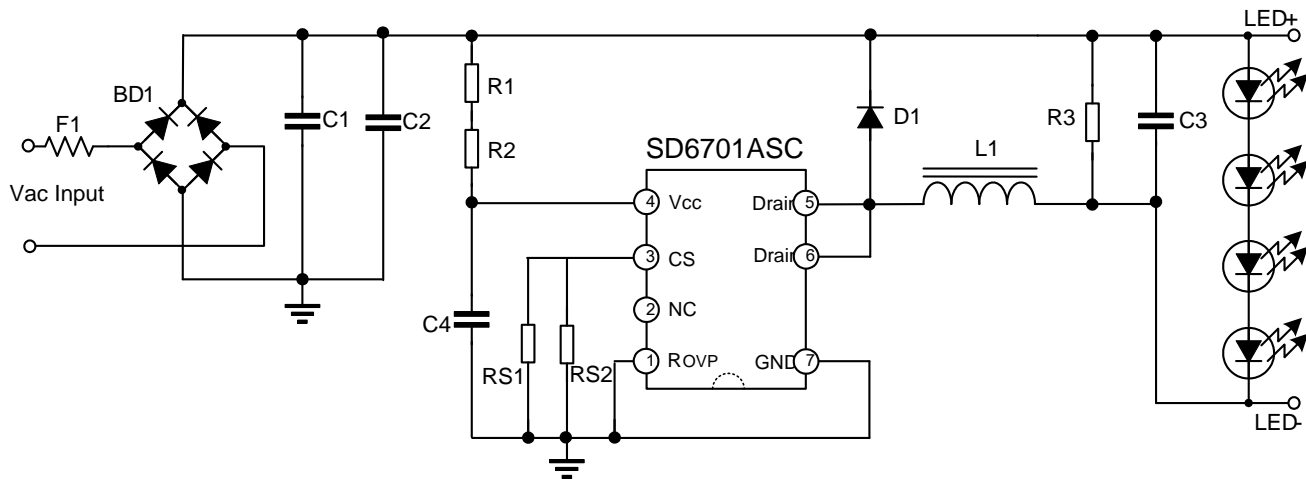 LED+
BD1
F1
C1
C2
R1
R2
D1
R3
C3
L1
SD6701ASC
Vac Input
4
Vcc
Drain
5
3
CS
Drain
6
2
NC
C4
1
ROVP
GND
7
RS1
RS2
LED-